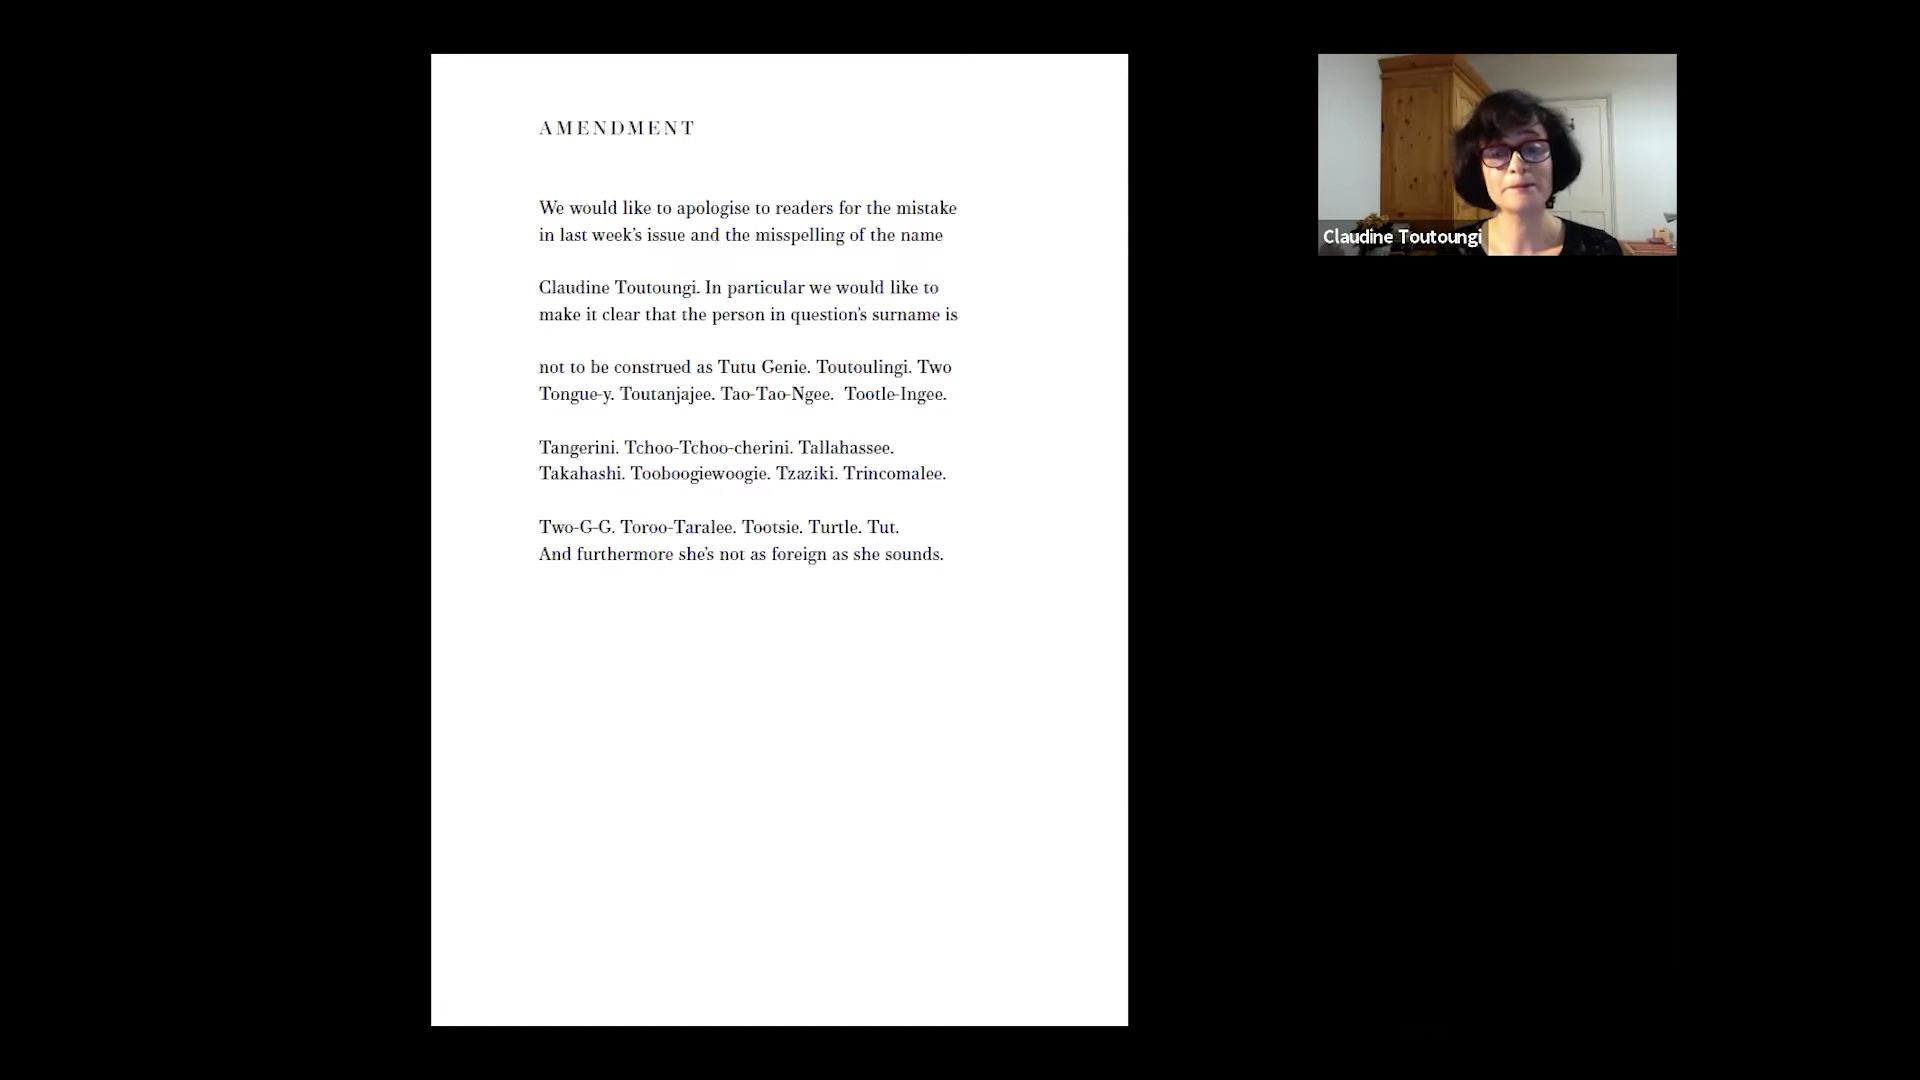 AMENDMENT
We would like to apologise to readers for the mistake
in last week's issue and the misspelling of the name
Claudine Toutoungi. In particular we would like to
make it clear that the person in question's surname is
not to be construed as Tutu Genie. Toutoulingi. Two
Tongue-y. Toutanjajee. Tao-Tao-Ngee. Tootle-Ingee.
Tangerini. Tchoo-Tchoo-cherini. Tallahassee.
Takahashi. Tooboogiewoogie. Tzaziki. Trincomalee.
Two-G-G. Toroo-Taralee. Tootsie. Turtle. Tut.
And furthermore she's not as foreign as she sounds.
Claudine Toutoungi